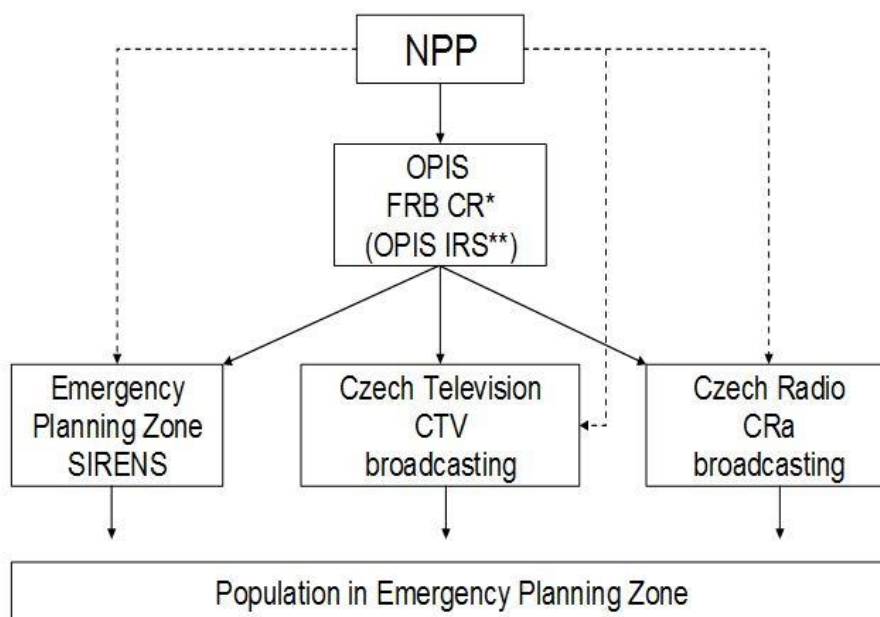 NPP
OPIS
FRB CR*
(OPIS IRS**)
Emergency
Planning Zone
SIRENS
Czech Television
CTV
broadcasting
Czech Radio
CRa
broadcasting
Population in Emergency Planning Zone